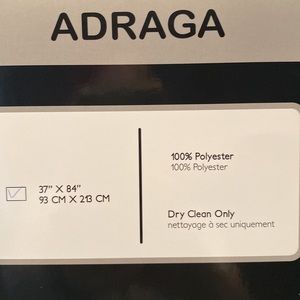 ADRAGA
37" X 84"
93 CM X 213 CM
100% Polyester
100% Polyester
Dry Clean Only
nettoyage à sec uniquement